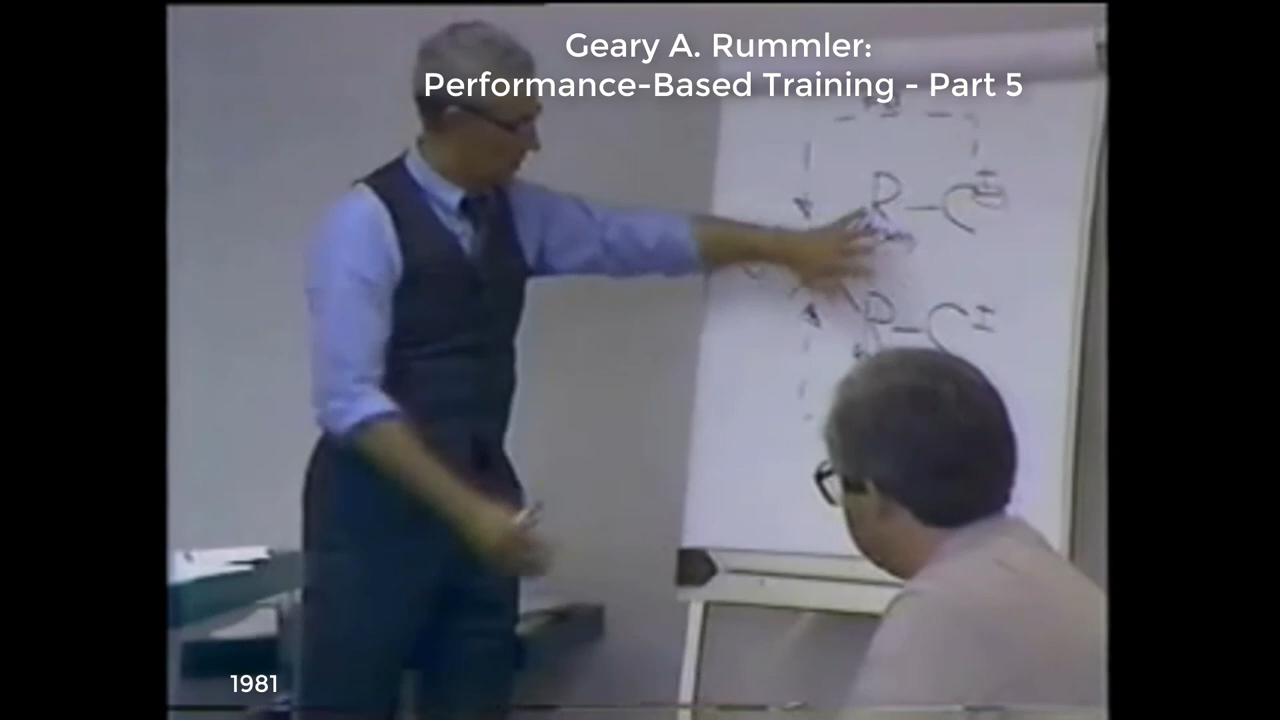 Geary A. Rummler:
Performance-Based Training - Part 5
R-C
R-C
1981